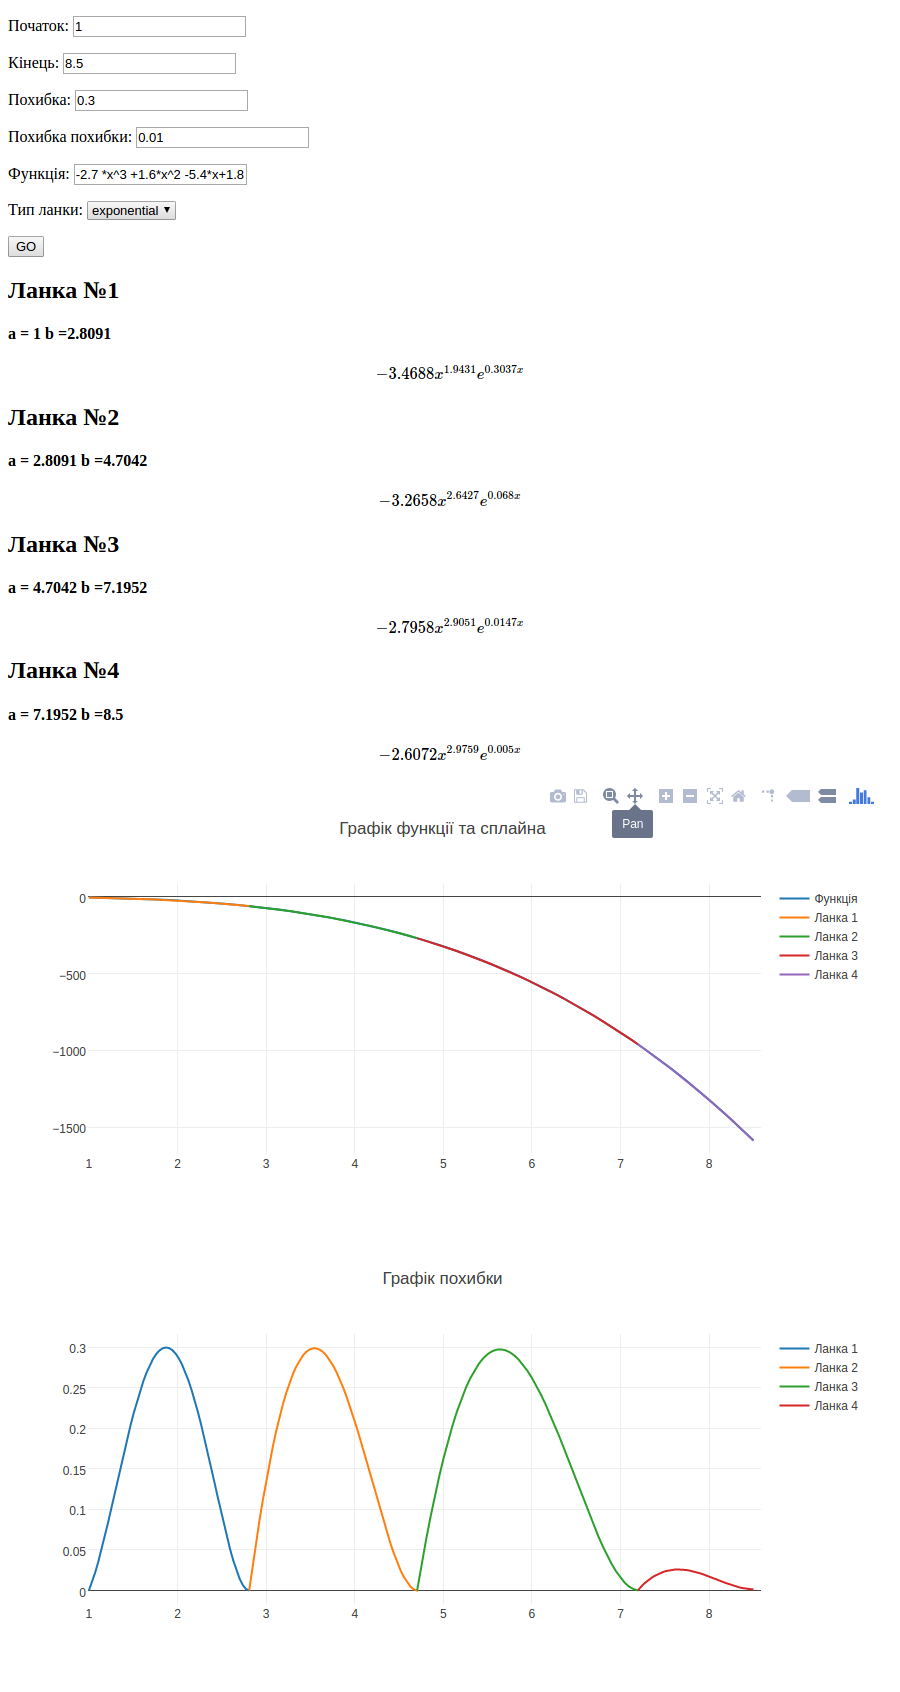 Початок: 1
Кінець: 8.5
Похибка: 0.3
Похибка похибки: 0.01
Функція: -2.7 *x^3 +1.6*x^2 -5.4*x+1.8
Тип ланки: exponential
GO
Ланка №1
a = 1 b =2.8091
−3.4688x^1.9431 e^0.3037x
Ланка №2
a = 2.8091 b =4.7042
−3.2658x^2.6427 e^0.068x
Ланка №3
a = 4.7042 b =7.1952
−2.7958x^2.9051 e^0.0147x
Ланка №4
a = 7.1952 b =8.5
−2.6072x^2.9759 e^0.005x
Pan
Графік функції та сплайна
0
−500
−1000
−1500
1 2 3 4 5 6 7 8
Функція
Ланка 1
Ланка 2
Ланка 3
Ланка 4
Графік похибки
0.3
0.25
0.2
0.15
0.1
0.05
0
1 2 3 4 5 6 7 8
Ланка 1
Ланка 2
Ланка 3
Ланка 4